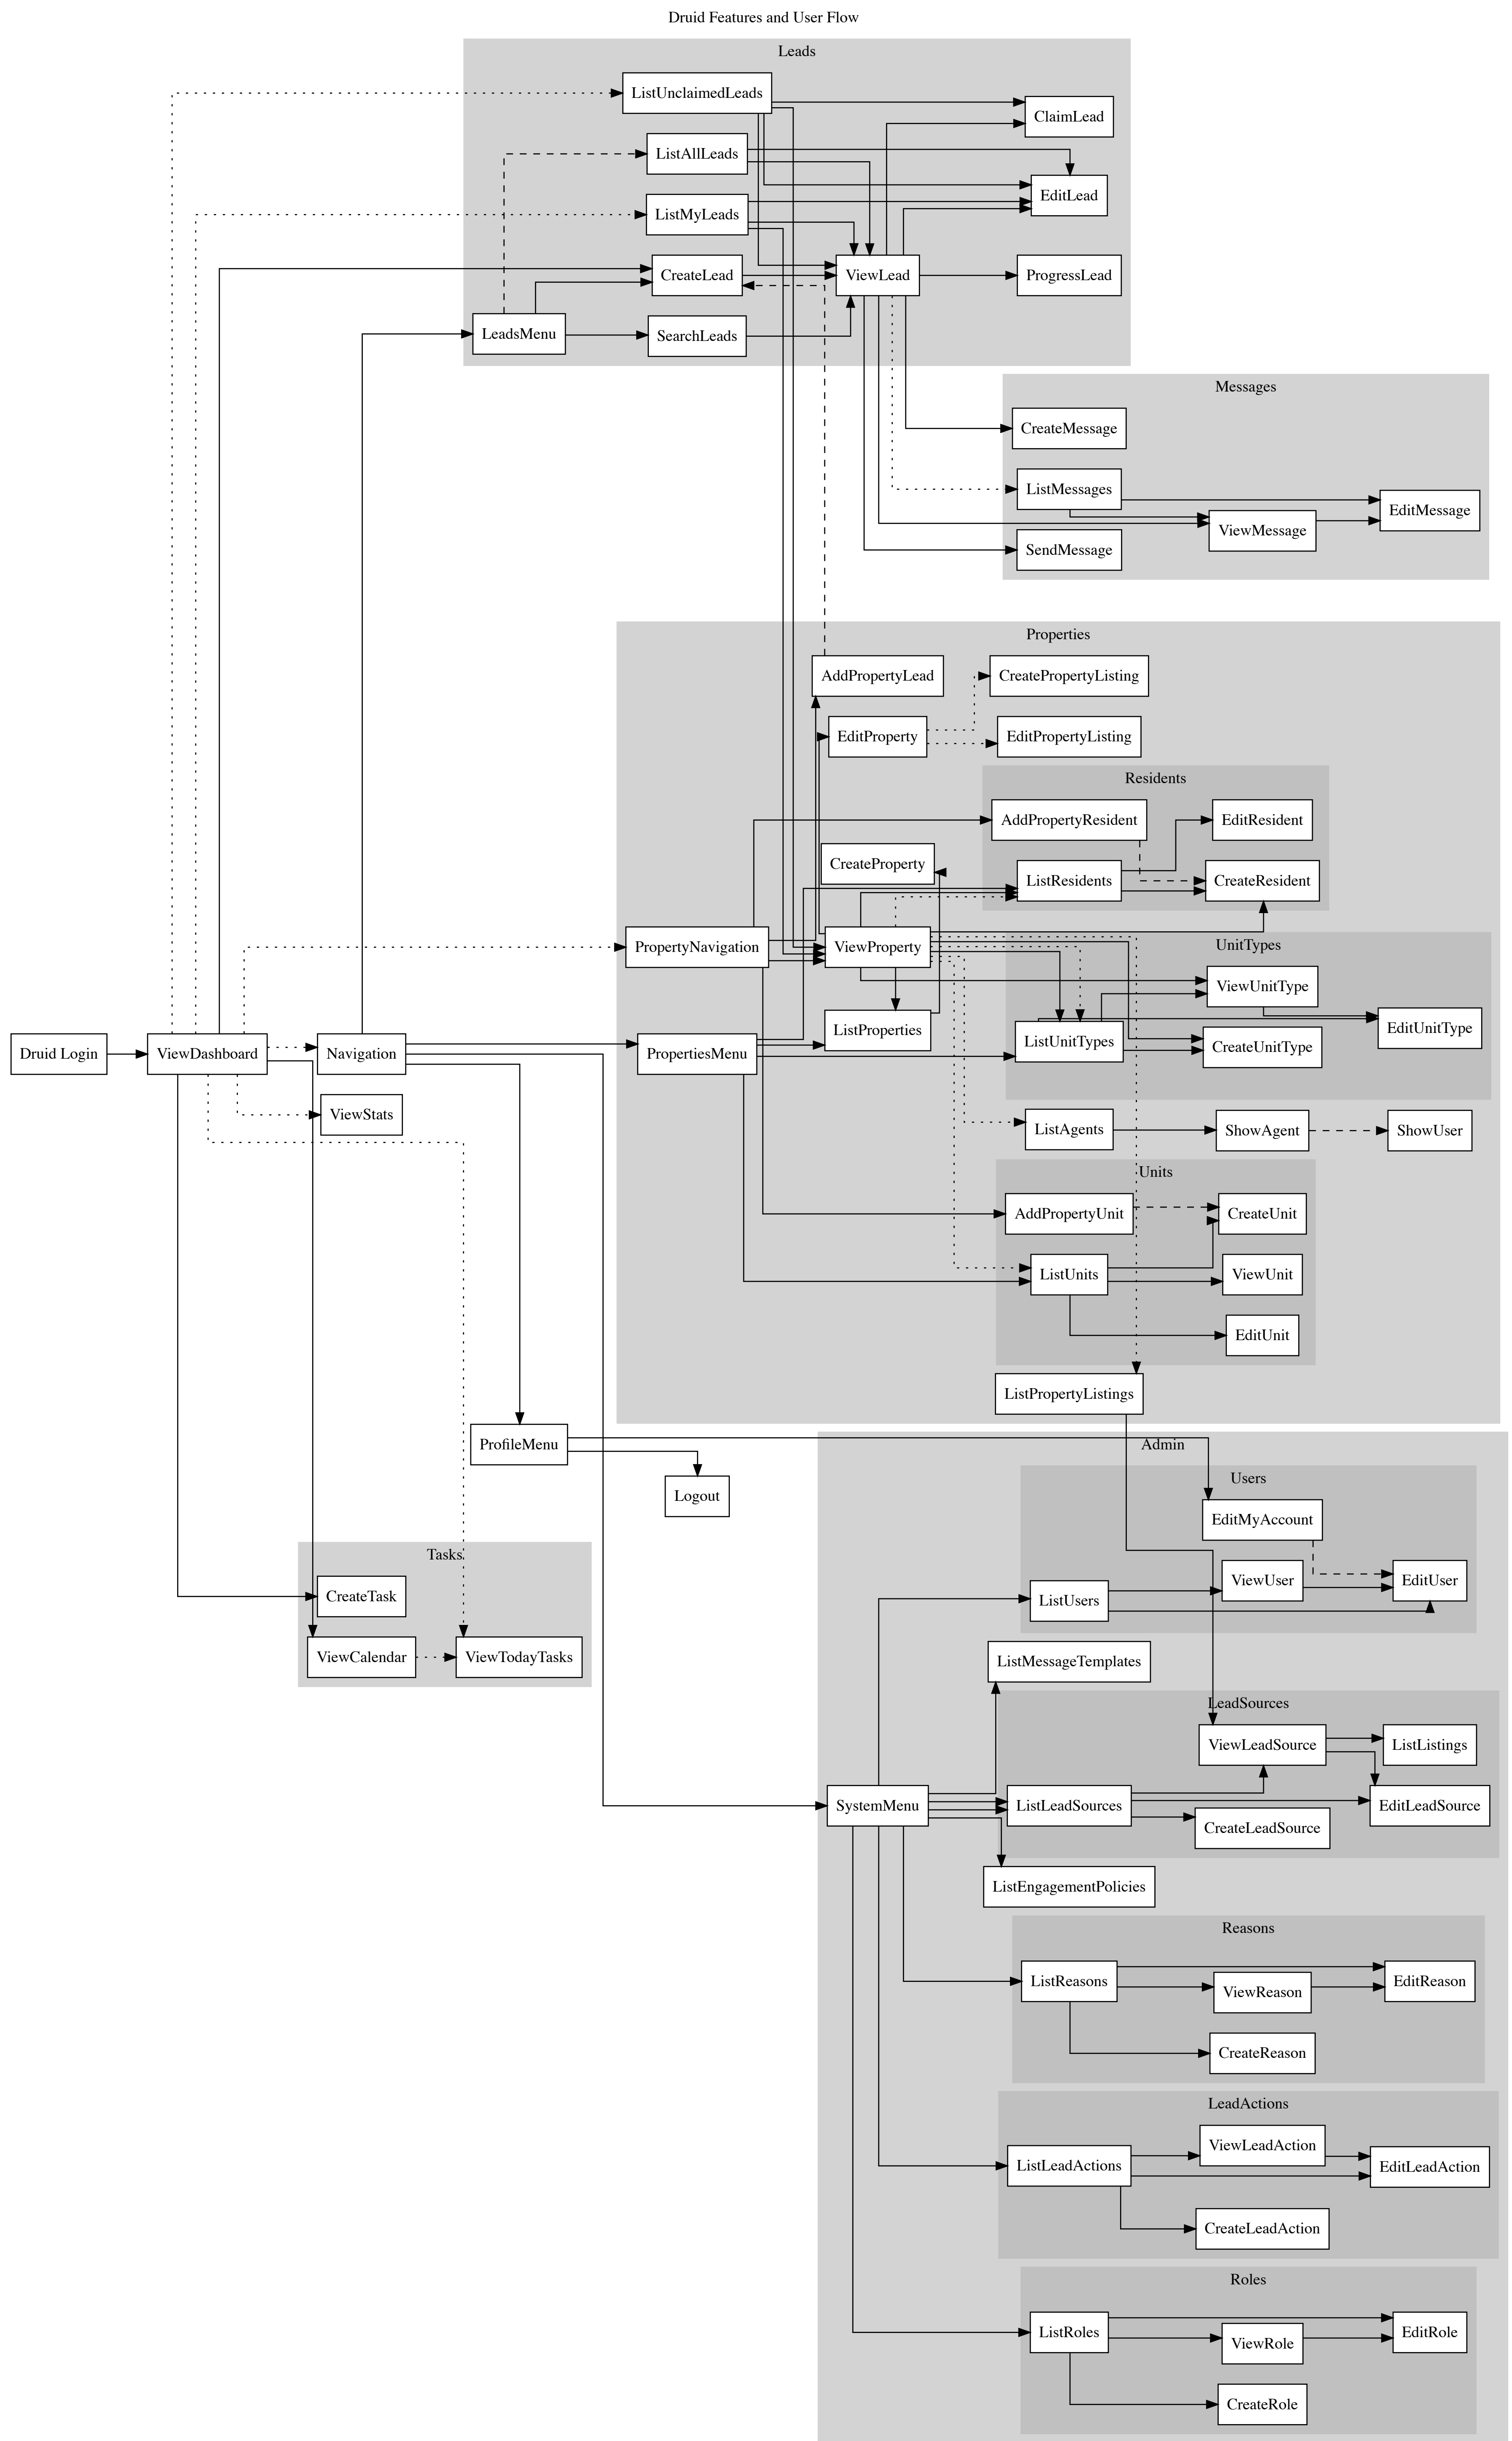 Druid Features and User Flow
Leads
ListUnclaimedLeads
ClaimLead
ListAllLeads
EditLead
ListMyLeads
CreateLead
ViewLead
ProgressLead
LeadsMenu
SearchLeads
Messages
CreateMessage
ListMessages
EditMessage
ViewMessage
SendMessage
Properties
AddPropertyLead
CreatePropertyListing
EditProperty
EditPropertyListing
Residents
AddPropertyResident
EditResident
CreateProperty
ListResidents
CreateResident
PropertyNavigation
ViewProperty
UnitTypes
ViewUnitType
ListProperties
EditUnitType
ListUnitTypes
CreateUnitType
Druid Login
ViewDashboard
Navigation
PropertiesMenu
ViewStats
ListAgents
ShowAgent
ShowUser
Units
AddPropertyUnit
CreateUnit
ListUnits
ViewUnit
EditUnit
ListPropertyListings
ProfileMenu
Admin
Logout
Users
EditMyAccount
Tasks
CreateTask
ViewUser
EditUser
ListUsers
ViewCalendar
ViewTodayTasks
ListMessageTemplates
LeadSources
ViewLeadSource
ListListings
SystemMenu
ListLeadSources
EditLeadSource
CreateLeadSource
ListEngagementPolicies
Reasons
ListReasons
ViewReason
EditReason
CreateReason
LeadActions
ViewLeadAction
ListLeadActions
EditLeadAction
CreateLeadAction
Roles
ListRoles
ViewRole
EditRole
CreateRole